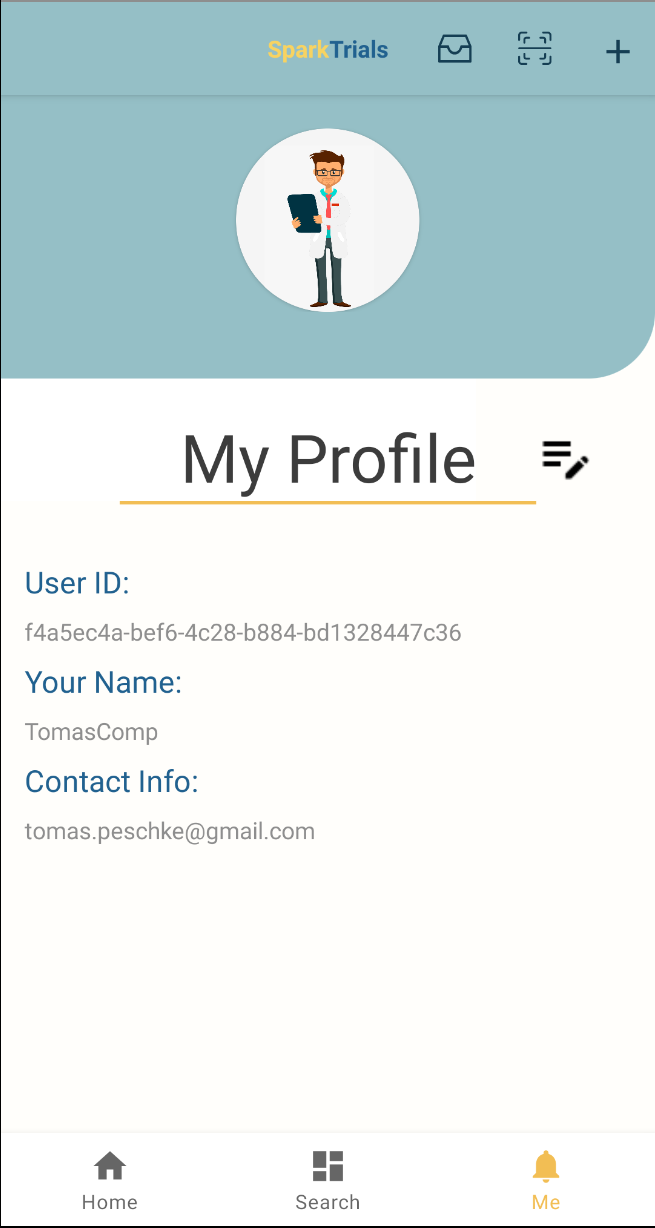 SparkTrials
My Profile
User ID:
f4a5ec4a-bef6-4c28-b884-bd1328447c36
Your Name:
TomasComp
Contact Info:
tomas.peschke@gmail.com
Home
Search
Me